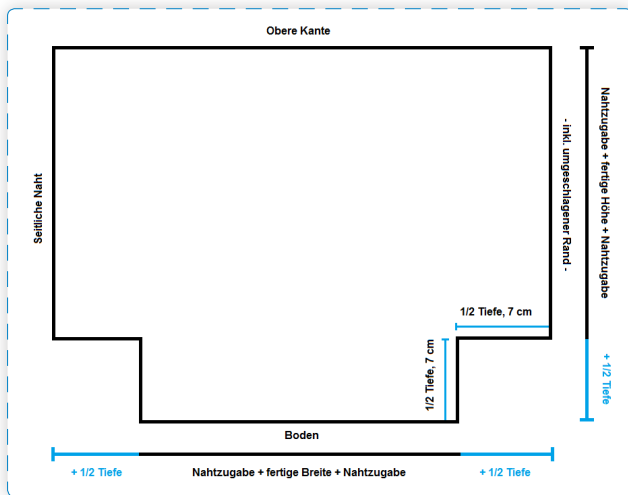 Obere Kante
Seitliche Naht
- inkl. umgeschlagener Rand -
Nahtzugabe + fertige Höhe + Nahtzugabe
1/2 Tiefe, 7 cm
1/2 Tiefe, 7 cm
+ 1/2 Tiefe
Boden
+ 1/2 Tiefe
Nahtzugabe + fertige Breite + Nahtzugabe
+ 1/2 Tiefe